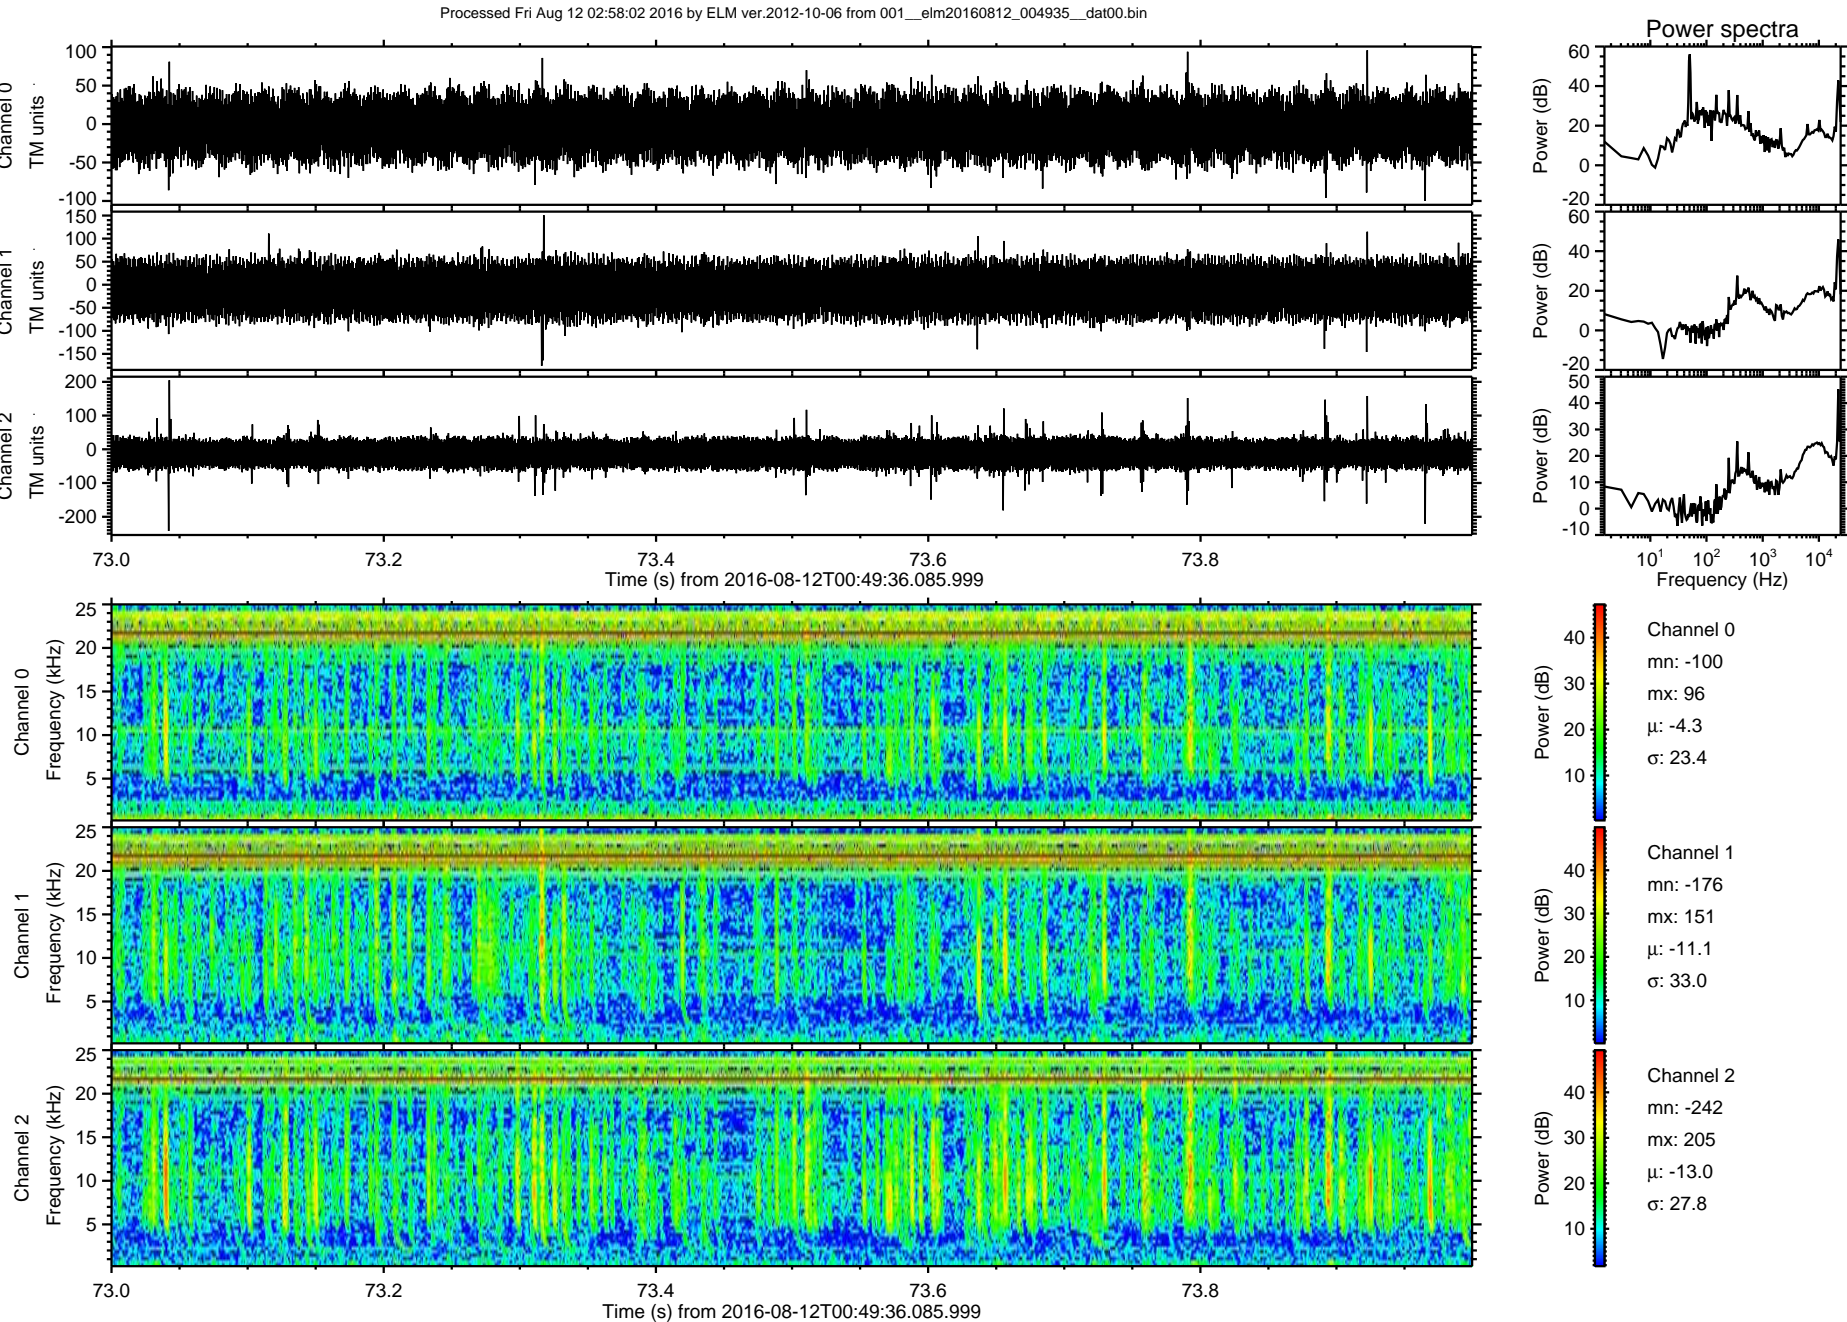 Processed Fri Aug 12 02:58:02 2016 by ELM ver.2012-10-06 from 001__elm20160812_004935__dat00.bin
Power spectra
Channel 0
TM units
100
50
0
-50
-100
Power (dB)
60
40
20
0
-20
Channel 1
TM units
150
100
50
0
-50
-100
-150
Power (dB)
60
40
20
0
-20
Channel 2
TM units
200
100
0
-100
-200
Power (dB)
50
40
30
20
10
0
-10
73.0 73.2 73.4 73.6 73.8
Time (s) from 2016-08-12T00:49:36.085.999
10¹ 10² 10³ 10⁴
Frequency (Hz)
Channel 0
Frequency (kHz)
25
20
15
10
5
Power (dB)
40
30
20
10
Channel 0
mn: -100
mx: 96
μ: -4.3
σ: 23.4
Channel 1
Frequency (kHz)
25
20
15
10
5
Power (dB)
40
30
20
10
Channel 1
mn: -176
mx: 151
μ: -11.1
σ: 33.0
Channel 2
Frequency (kHz)
25
20
15
10
5
Power (dB)
40
30
20
10
Channel 2
mn: -242
mx: 205
μ: -13.0
σ: 27.8
73.0 73.2 73.4 73.6 73.8
Time (s) from 2016-08-12T00:49:36.085.999